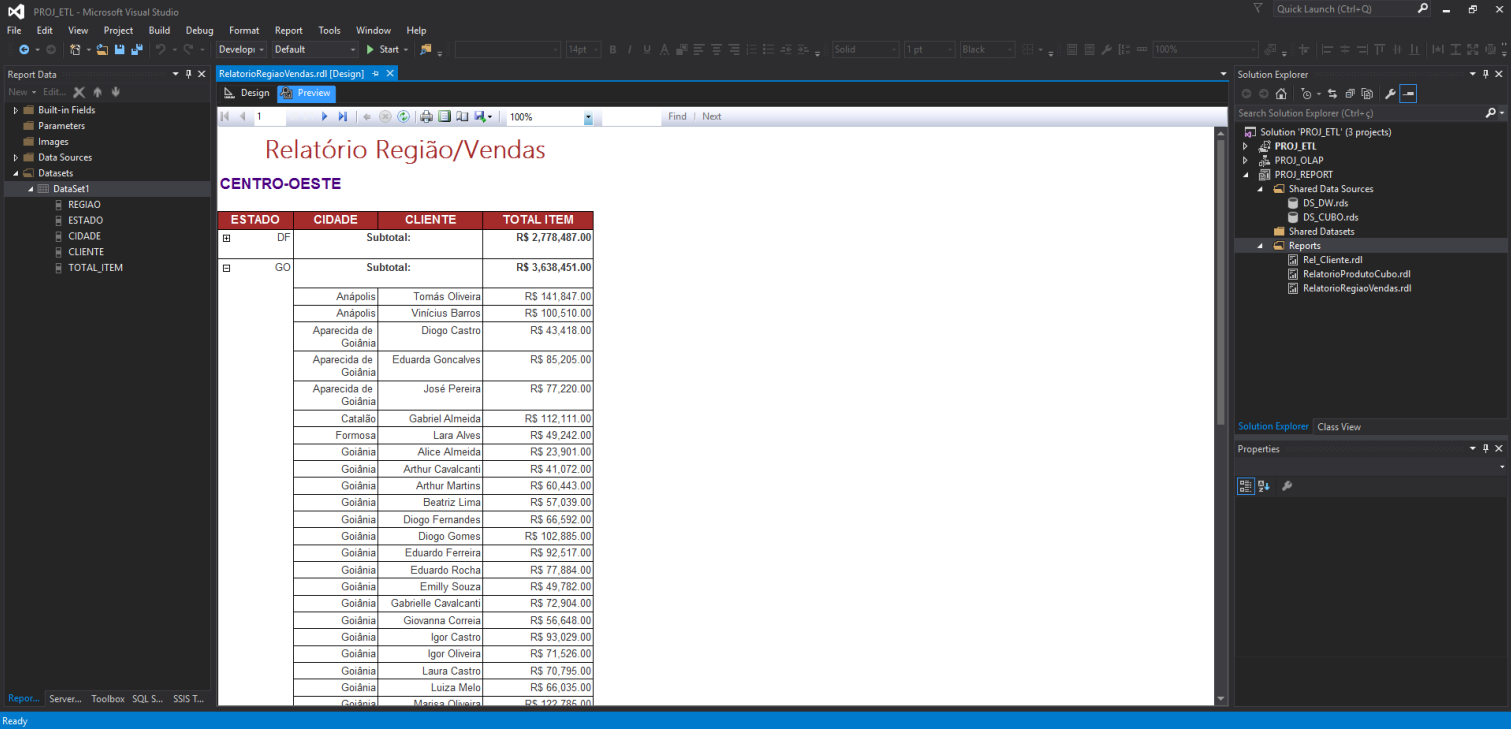 PROJ_ETL - Microsoft Visual Studio
Quick Launch (Ctrl+Q)
File Edit View Project Build Debug Format Report Tools Window Help
Developı Default Start 14pt Solid 1 pt Black 100%
Report Data
New Edit...
Built-in Fields
Parameters
Images
Data Sources
Datasets
DataSet1
REGIAO
ESTADO
CIDADE
CLIENTE
TOTAL_ITEM
Repor... Server... Toolbox SQL S... SSIS T...
RelatorioRegiaoVendas.rdl [Design]
Design Preview
1 100% Find | Next
Relatório Região/Vendas
CENTRO-OESTE
ESTADO CIDADE CLIENTE TOTAL ITEM
DF Subtotal: R$ 2,778,487.00
GO Subtotal: R$ 3,638,451.00
Anápolis Tomás Oliveira R$ 141,847.00
Anápolis Vinícius Barros R$ 100,510.00
Aparecida de Diogo Castro R$ 43,418.00
Goiânia
Aparecida de Eduarda Goncalves R$ 85,205.00
Goiânia
Aparecida de José Pereira R$ 77,220.00
Goiânia
Catalão Gabriel Almeida R$ 112,111.00
Formosa Lara Alves R$ 49,242.00
Goiânia Alice Almeida R$ 23,901.00
Goiânia Arthur Cavalcanti R$ 41,072.00
Goiânia Arthur Martins R$ 60,443.00
Goiânia Beatriz Lima R$ 57,039.00
Goiânia Diogo Fernandes R$ 66,592.00
Goiânia Diogo Gomes R$ 102,885.00
Goiânia Eduardo Ferreira R$ 92,517.00
Goiânia Eduardo Rocha R$ 77,884.00
Goiânia Emilly Souza R$ 49,782.00
Goiânia Gabrielle Cavalcanti R$ 72,904.00
Goiânia Giovanna Correia R$ 56,648.00
Goiânia Igor Castro R$ 93,029.00
Goiânia Igor Oliveira R$ 71,526.00
Goiânia Laura Castro R$ 70,795.00
Goiânia Luiza Melo R$ 66,035.00
Goiânia Marisa Oliveira R$ 122,785.00
Solution Explorer
Search Solution Explorer (Ctrl+ç)
Solution 'PROJ_ETL' (3 projects)
PROJ_ETL
PROJ_OLAP
PROJ_REPORT
Shared Data Sources
DS_DW.rds
DS_CUBO.rds
Shared Datasets
Reports
Rel_Cliente.rdl
RelatorioProdutoCubo.rdl
RelatorioRegiaoVendas.rdl
Solution Explorer Class View
Properties
Ready